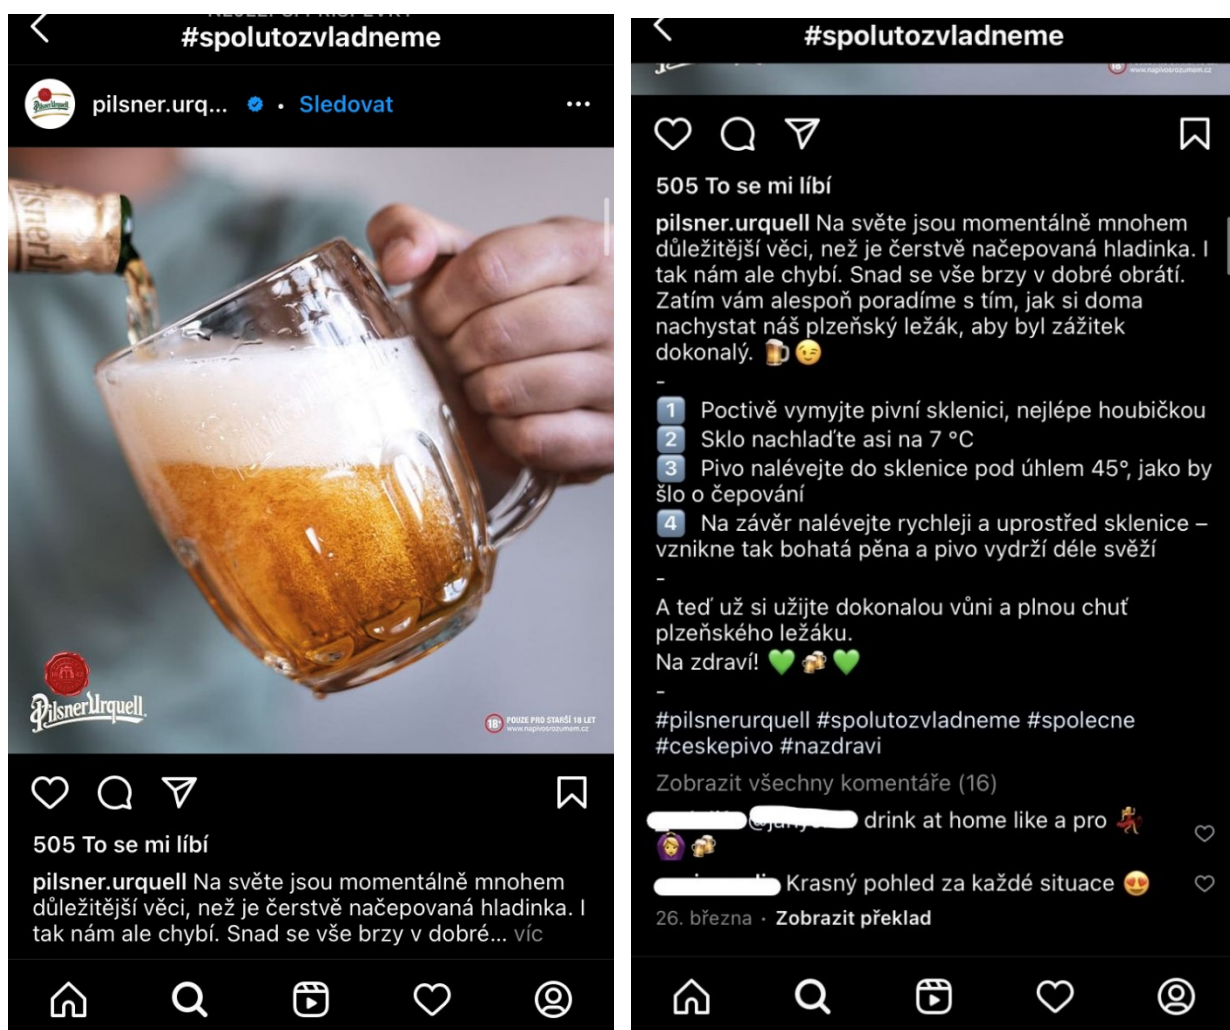 #spolutozvladneme
pilsner.urq... · Sledovat
Pilsner Urquell
18+ POUZE PRO STARŠÍ 18 LET
www.napivosrozumem.cz
505 To se mi líbí
pilsner.urquell Na světe jsou momentálně mnohem
důležitější věci, než je čerstvě načepovaná hladinka. I
tak nám ale chybí. Snad se vše brzy v dobré... víc
#spolutozvladneme
www.napivosrozumem.cz
505 To se mi líbí
pilsner.urquell Na světe jsou momentálně mnohem
důležitější věci, než je čerstvě načepovaná hladinka. I
tak nám ale chybí. Snad se vše brzy v dobré obrátí.
Zatím vám alespoň poradíme s tím, jak si doma
nachystat náš plzeňský ležák, aby byl zážitek
dokonalý. 🍺😉
-
1️⃣ Poctivě vymyjte pivní sklenici, nejlépe houbičkou
2️⃣ Sklo nachlaďte asi na 7 °C
3️⃣ Pivo nalévejte do sklenice pod úhlem 45°, jako by
šlo o čepování
4️⃣ Na závěr nalévejte rychleji a uprostřed sklenice –
vznikne tak bohatá pěna a pivo vydrží déle svěží
-
A teď už si užijte dokonalou vůni a plnou chuť
plzeňského ležáku.
Na zdraví! 💚🍻💚
-
#pilsnerurquell #spolutozvladneme #spolecne
#ceskepivo #nazdravi
Zobrazit všechny komentáře (16)
drink at home like a pro 💃
🙆🍻
Krasný pohled za každé situace 😍
26. března · Zobrazit překlad